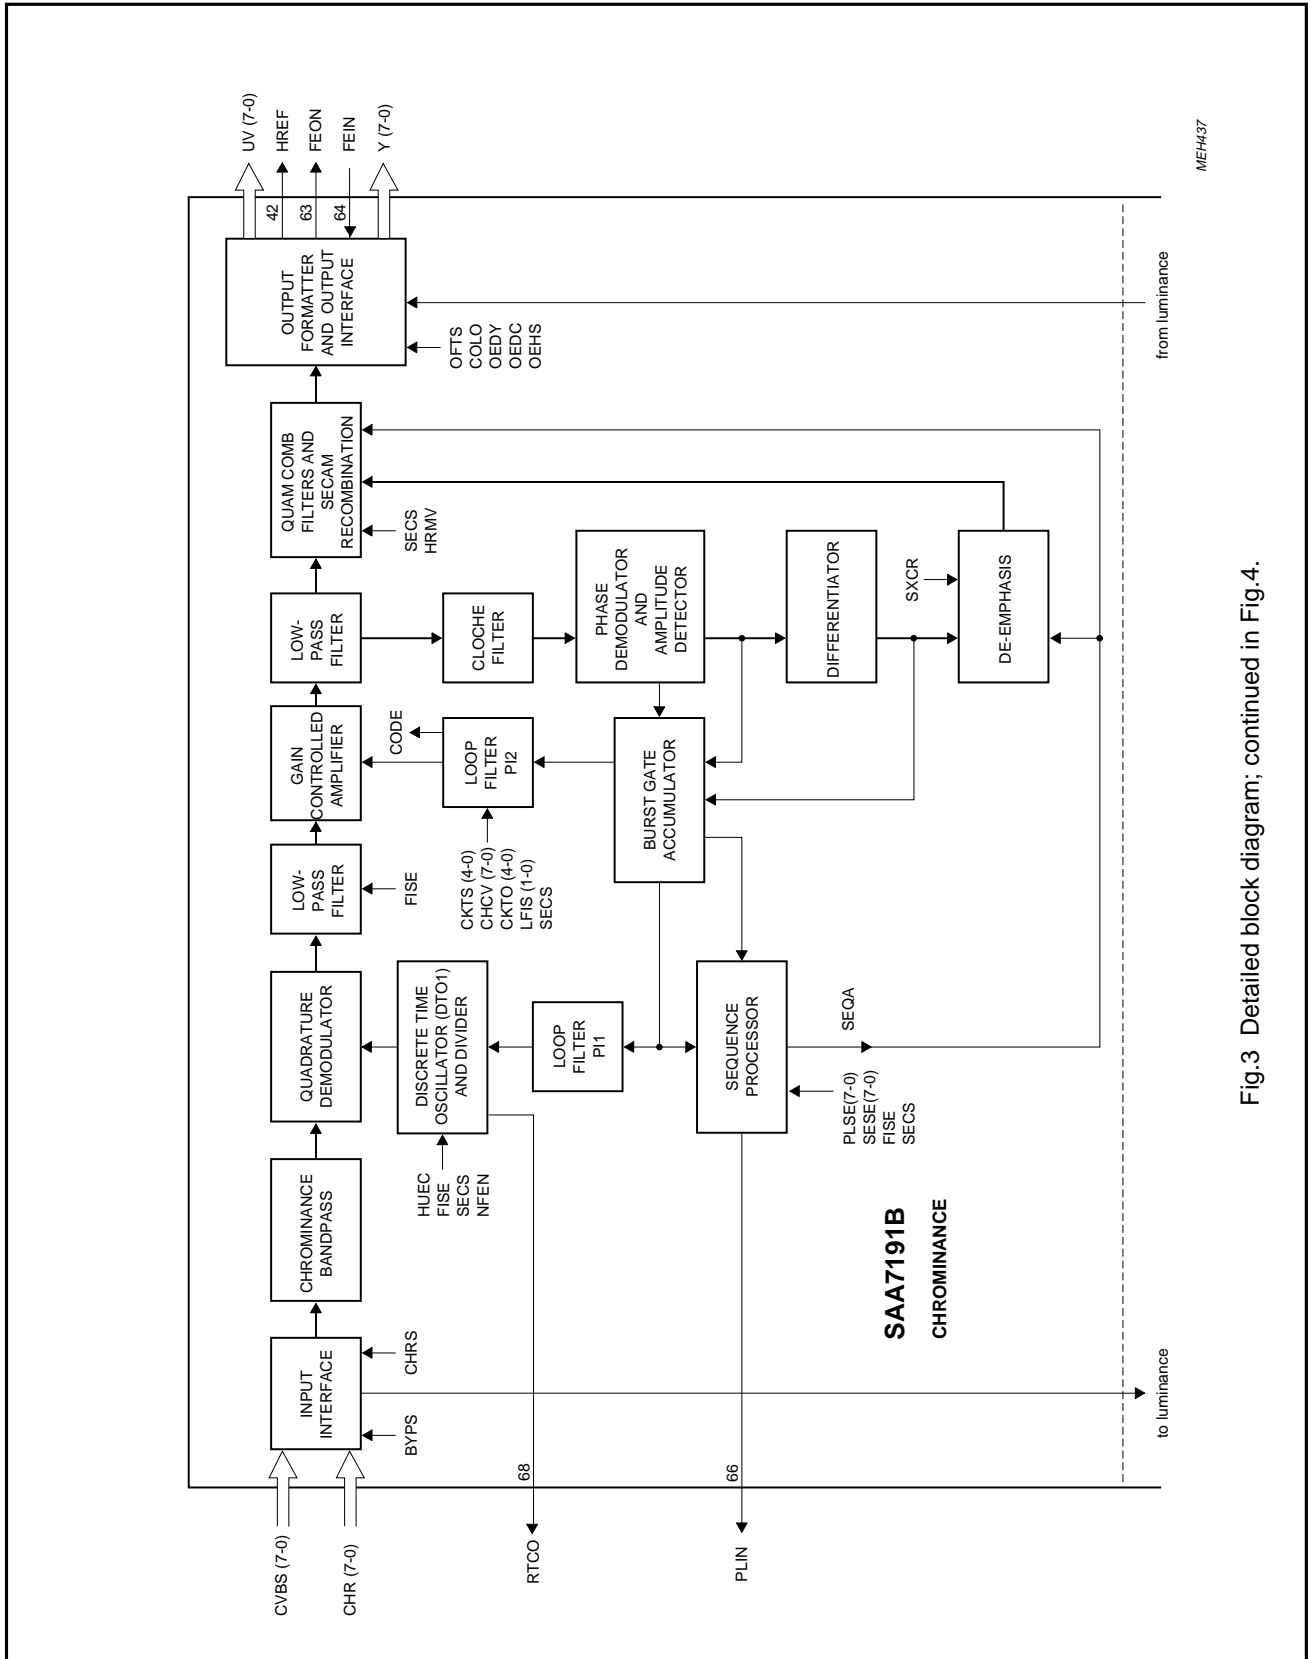 CVBS (7-0)
CHR (7-0)
INPUT
INTERFACE
BYPS
CHRS
to luminance
CHROMINANCE
BANDPASS
QUADRATURE
DEMODULATOR
LOW-
PASS
FILTER
FISE
GAIN
CONTROLLED
AMPLIFIER
LOW-
PASS
FILTER
QUAM COMB
FILTERS AND
SECAM
RECOMBINATION
SECS
HRMV
OUTPUT
FORMATTER
AND OUTPUT
INTERFACE
OFTS
COLO
OEDY
OEDC
OEHS
from luminance
UV (7-0)
42
HREF
63
FEON
64
FEIN
Y (7-0)
DISCRETE TIME
OSCILLATOR (DTO1)
AND DIVIDER
HUEC
FISE
SECS
NFEN
68
RTCO
LOOP
FILTER
PI1
LOOP
FILTER
PI2
CODE
CKTS (4-0)
CHCV (7-0)
CKTO (4-0)
LFIS (1-0)
SECS
CLOCHE
FILTER
PHASE
DEMODULATOR
AND
AMPLITUDE
DETECTOR
BURST GATE
ACCUMULATOR
SEQUENCE
PROCESSOR
SEQA
PLSE(7-0)
SESE(7-0)
FISE
SECS
66
PLIN
DIFFERENTIATOR
DE-EMPHASIS
SXCR
SAA7191B
CHROMINANCE
MEH437
Fig.3 Detailed block diagram; continued in Fig.4.